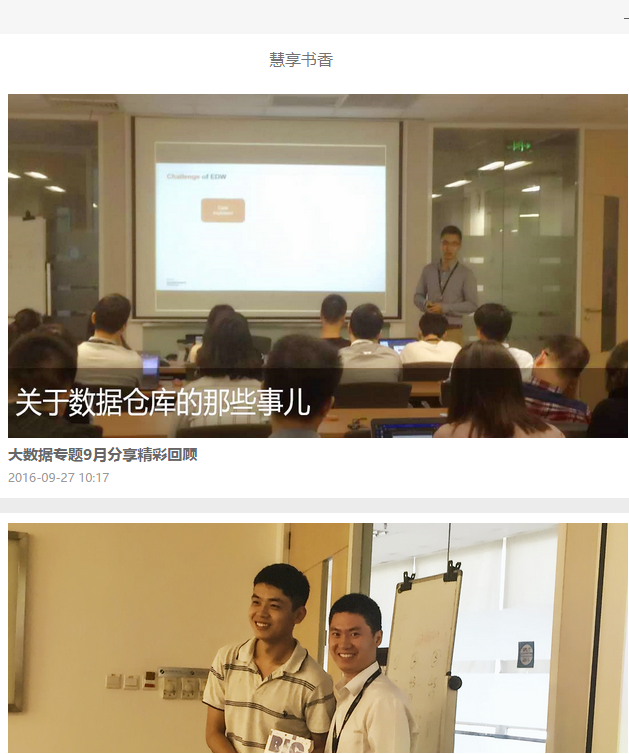 慧享书香
Challenge of EDW
关于数据仓库的那些事儿
大数据专题9月分享精彩回顾
2016-09-27 10:17
BIG